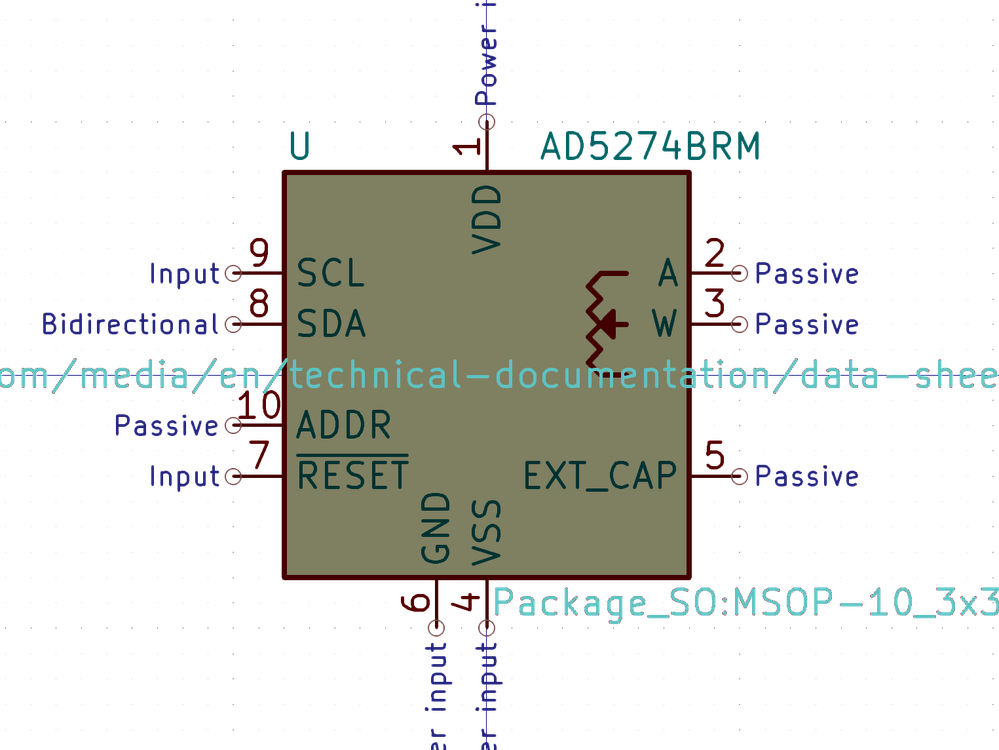 Power i
1
U AD5274BRM
VDD
Input 9 SCL A 2 Passive
Bidirectional 8 SDA W 3 Passive
om/media/en/technical-documentation/data-shee
Passive 10 ADDR
Input 7 RESET EXT_CAP 5 Passive
GND VSS
6 4
Package_SO:MSOP-10_3x3
er input er input